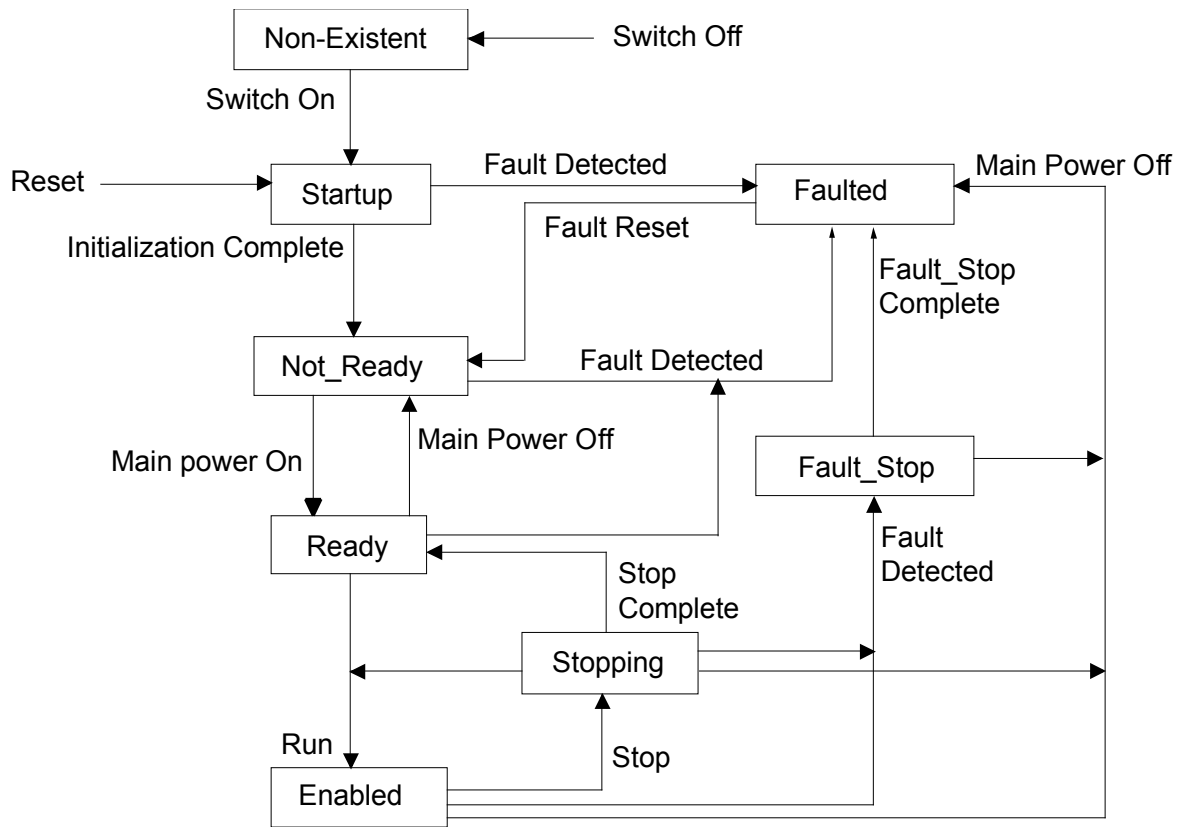 Non-Existent
Switch Off
Switch On
Reset
Startup
Fault Detected
Faulted
Main Power Off
Fault Reset
Initialization Complete
Fault_Stop
Complete
Not_Ready
Fault Detected
Main power On
Main Power Off
Fault_Stop
Ready
Fault
Detected
Stop
Complete
Stopping
Run
Stop
Enabled